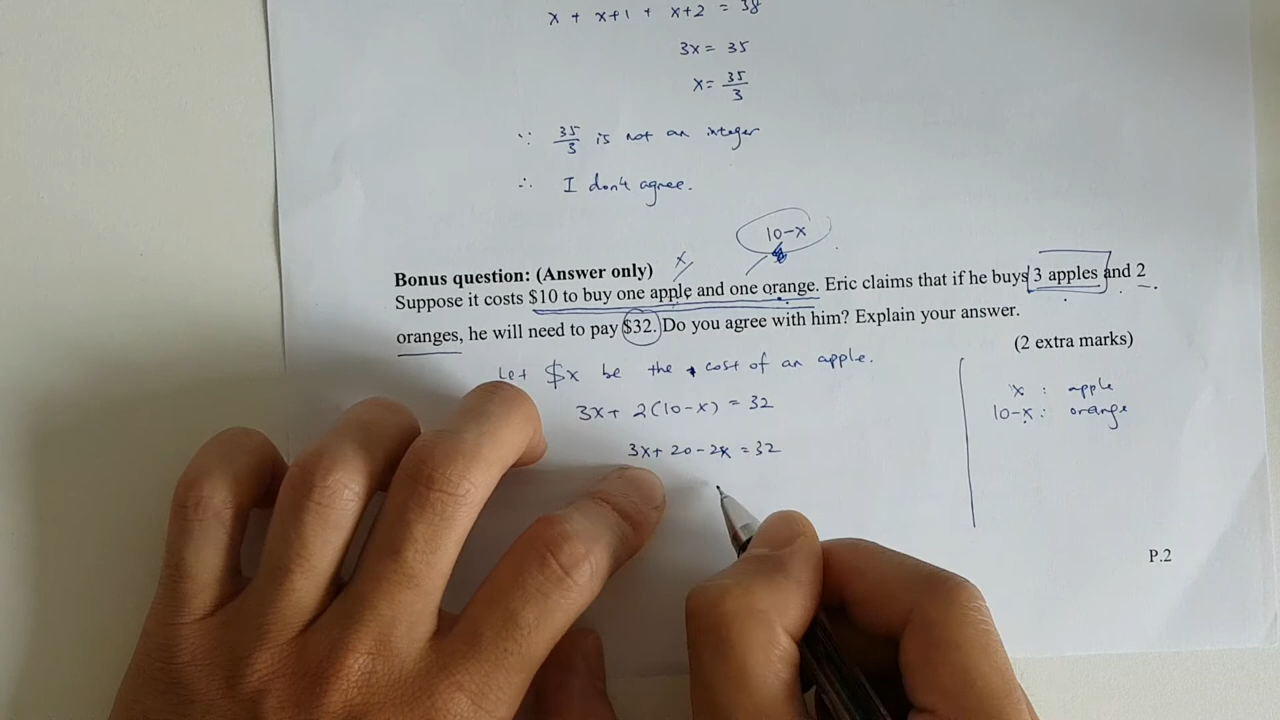 x + x+1 + x+2 = 38
3x = 35
x = 35/3
∵ 35/3 is not an integer
∴ I don't agree.
10-x
x
Bonus question: (Answer only)
Suppose it costs $10 to buy one apple and one orange. Eric claims that if he buys 3 apples and 2
oranges, he will need to pay $32. Do you agree with him? Explain your answer.
(2 extra marks)
Let $x be the cost of an apple.
3x + 2(10-x) = 32
3x + 20 - 2x = 32
x : apple
10-x : orange
P.2